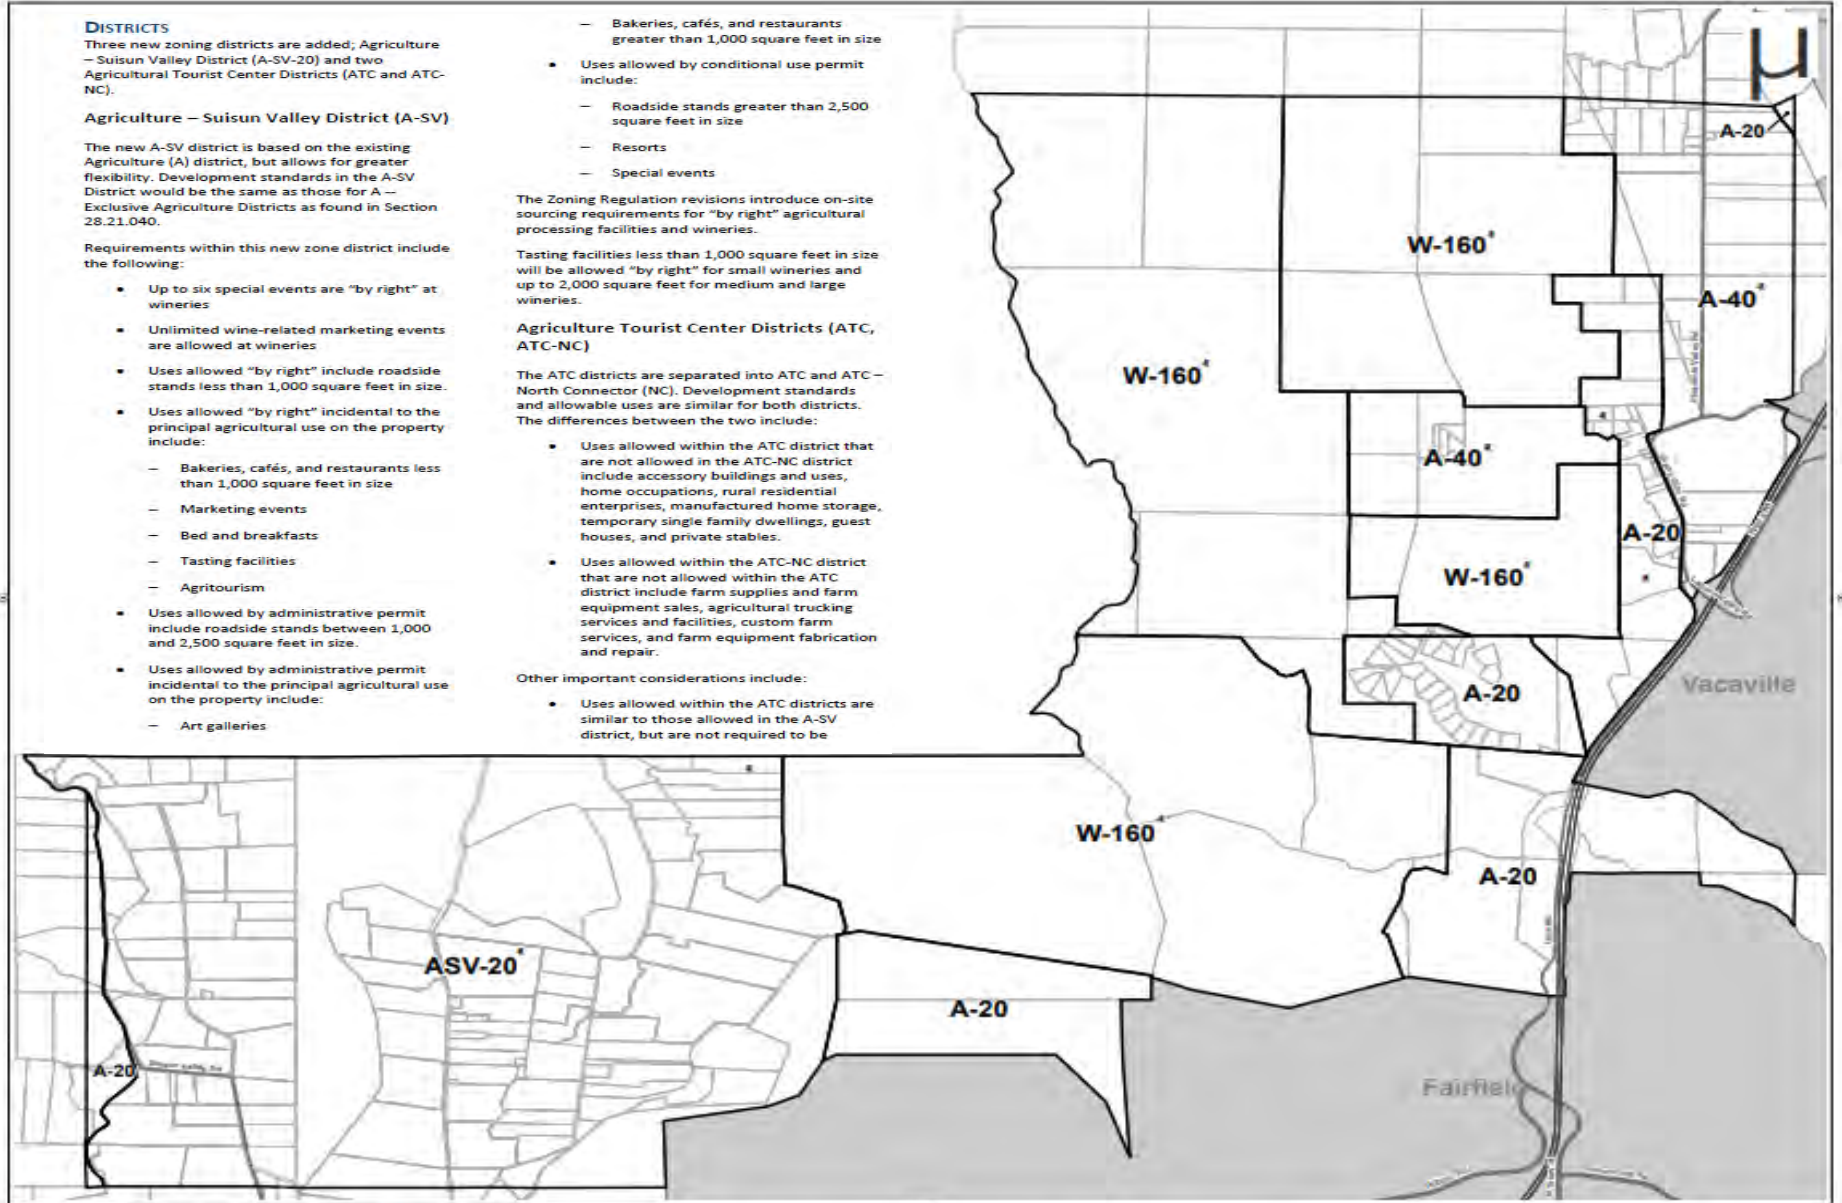 DISTRICTS
Three new zoning districts are added; Agriculture
– Suisun Valley District (A-SV-20) and two
Agricultural Tourist Center Districts (ATC and ATC-
NC).
Agriculture – Suisun Valley District (A-SV)
The new A-SV district is based on the existing
Agriculture (A) district, but allows for greater
flexibility. Development standards in the A-SV
District would be the same as those for A –
Exclusive Agriculture Districts as found in Section
28.21.040.
Requirements within this new zone district include
the following:
• Up to six special events are “by right” at
wineries
• Unlimited wine-related marketing events
are allowed at wineries
• Uses allowed “by right” include roadside
stands less than 1,000 square feet in size.
• Uses allowed “by right” incidental to the
principal agricultural use on the property
include:
– Bakeries, cafés, and restaurants less
than 1,000 square feet in size
– Marketing events
– Bed and breakfasts
– Tasting facilities
– Agritourism
• Uses allowed by administrative permit
include roadside stands between 1,000
and 2,500 square feet in size.
• Uses allowed by administrative permit
incidental to the principal agricultural use
on the property include:
– Art galleries
– Bakeries, cafés, and restaurants
greater than 1,000 square feet in size
• Uses allowed by conditional use permit
include:
– Roadside stands greater than 2,500
square feet in size
– Resorts
– Special events
The Zoning Regulation revisions introduce on-site
sourcing requirements for “by right” agricultural
processing facilities and wineries.
Tasting facilities less than 1,000 square feet in size
will be allowed “by right” for small wineries and
up to 2,000 square feet for medium and large
wineries.
Agriculture Tourist Center Districts (ATC,
ATC-NC)
The ATC districts are separated into ATC and ATC –
North Connector (NC). Development standards
and allowable uses are similar for both districts.
The differences between the two include:
• Uses allowed within the ATC district that
are not allowed in the ATC-NC district
include accessory buildings and uses,
home occupations, rural residential
enterprises, manufactured home storage,
temporary single family dwellings, guest
houses, and private stables.
• Uses allowed within the ATC-NC district
that are not allowed within the ATC
district include farm supplies and farm
equipment sales, agricultural trucking
services and facilities, custom farm
services, and farm equipment fabrication
and repair.
Other important considerations include:
• Uses allowed within the ATC districts are
similar to those allowed in the A-SV
district, but are not required to be
µ
A-20
W-160*
A-40*
W-160*
A-40*
A-20
W-160*
A-20
Vacaville
W-160*
A-20
ASV-20*
A-20
A-20
Fairfield